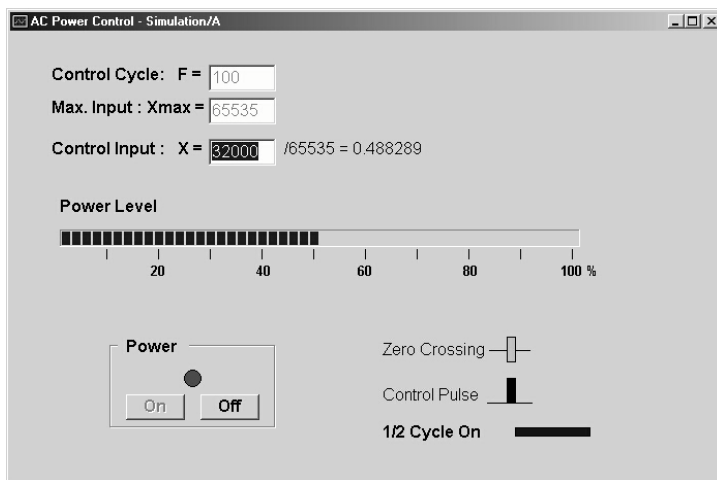 AC Power Control - Simulation/A
Control Cycle: F = 100
Max. Input : Xmax = 65535
Control Input : X = 32000 /65535 = 0.488289
Power Level
20 40 60 80 100 %
Power
On Off
Zero Crossing
Control Pulse
1/2 Cycle On